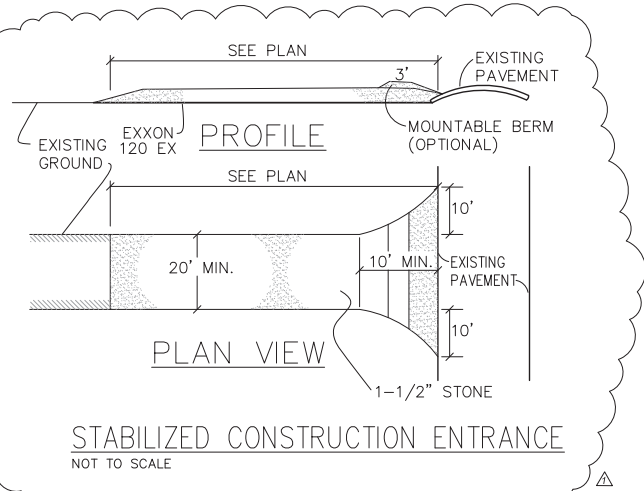 SEE PLAN
3'
EXISTING
PAVEMENT
EXISTING
GROUND
EXXON
120 EX
PROFILE
MOUNTABLE BERM
(OPTIONAL)
SEE PLAN
10'
20' MIN.
10' MIN.
EXISTING
PAVEMENT
10'
PLAN VIEW
1-1/2" STONE
STABILIZED CONSTRUCTION ENTRANCE
NOT TO SCALE
1